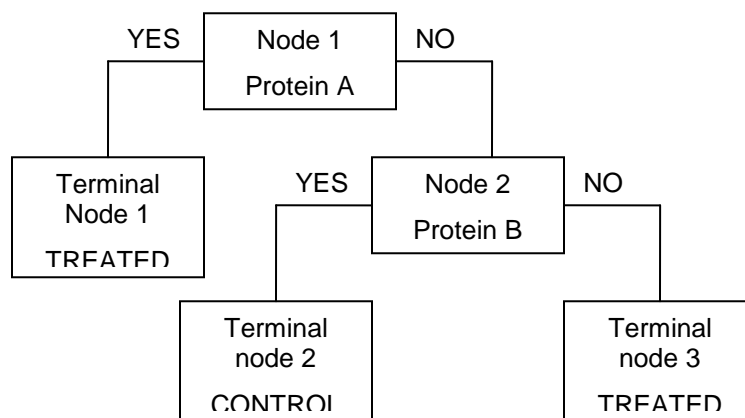 YES
Node 1
NO
Protein A
Terminal
Node 1
TREATED
YES
Node 2
NO
Protein B
Terminal
node 2
CONTROL
Terminal
node 3
TREATED